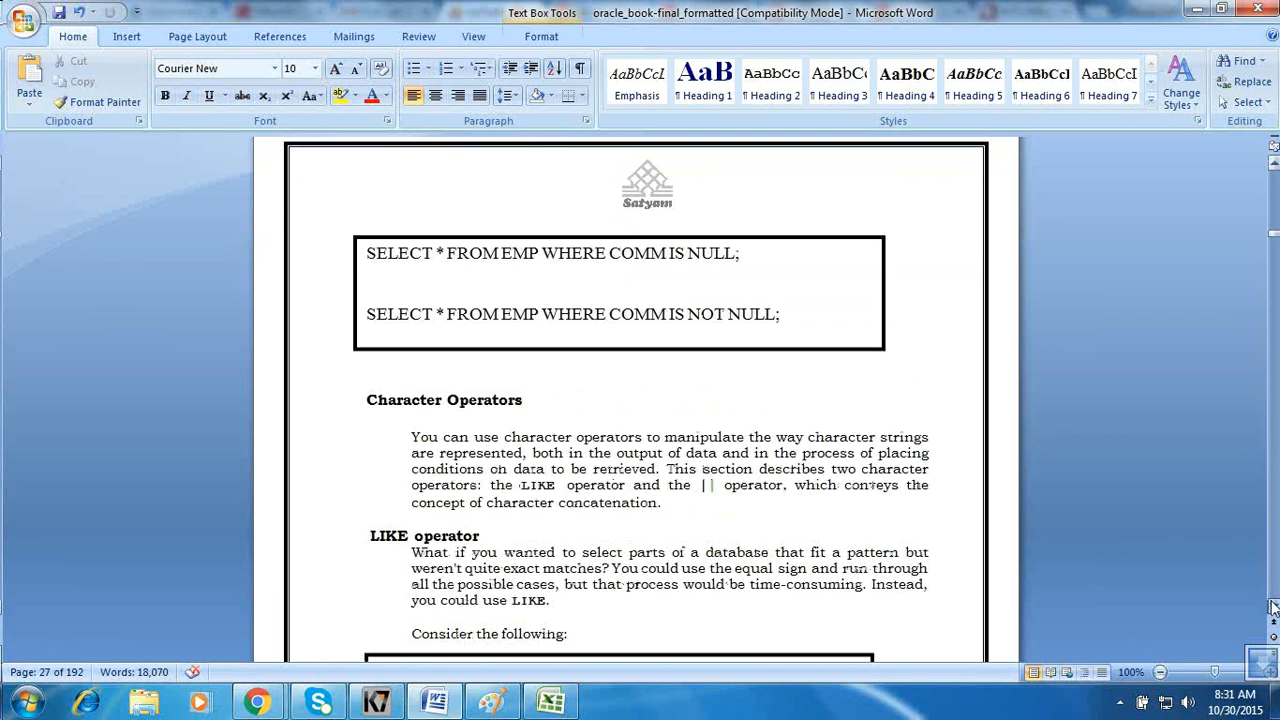 Text Box Tools
oracle_book-final_formatted [Compatibility Mode] - Microsoft Word
Home Insert Page Layout References Mailings Review View Format
Paste
Cut
Copy
Format Painter
Clipboard
Courier New 10
B I U abc x₂ x² Aa
Font
Paragraph
AaBbCcI AaB AaBbCc AaBbCc AaBbC AaBbCc AaBbCc AaBbCcI
Emphasis ¶ Heading 1 ¶ Heading 2 ¶ Heading 3 ¶ Heading 4 ¶ Heading 5 ¶ Heading 6 ¶ Heading 7
Change
Styles
Styles
Find
Replace
Select
Editing
Satyam
SELECT * FROM EMP WHERE COMM IS NULL;
SELECT * FROM EMP WHERE COMM IS NOT NULL;
Character Operators
You can use character operators to manipulate the way character strings
are represented, both in the output of data and in the process of placing
conditions on data to be retrieved. This section describes two character
operators: the LIKE operator and the || operator, which conveys the
concept of character concatenation.
LIKE operator
What if you wanted to select parts of a database that fit a pattern but
weren't quite exact matches? You could use the equal sign and run through
all the possible cases, but that process would be time-consuming. Instead,
you could use LIKE.
Consider the following:
Page: 27 of 192 Words: 18,070 100%
8:31 AM
10/30/2015